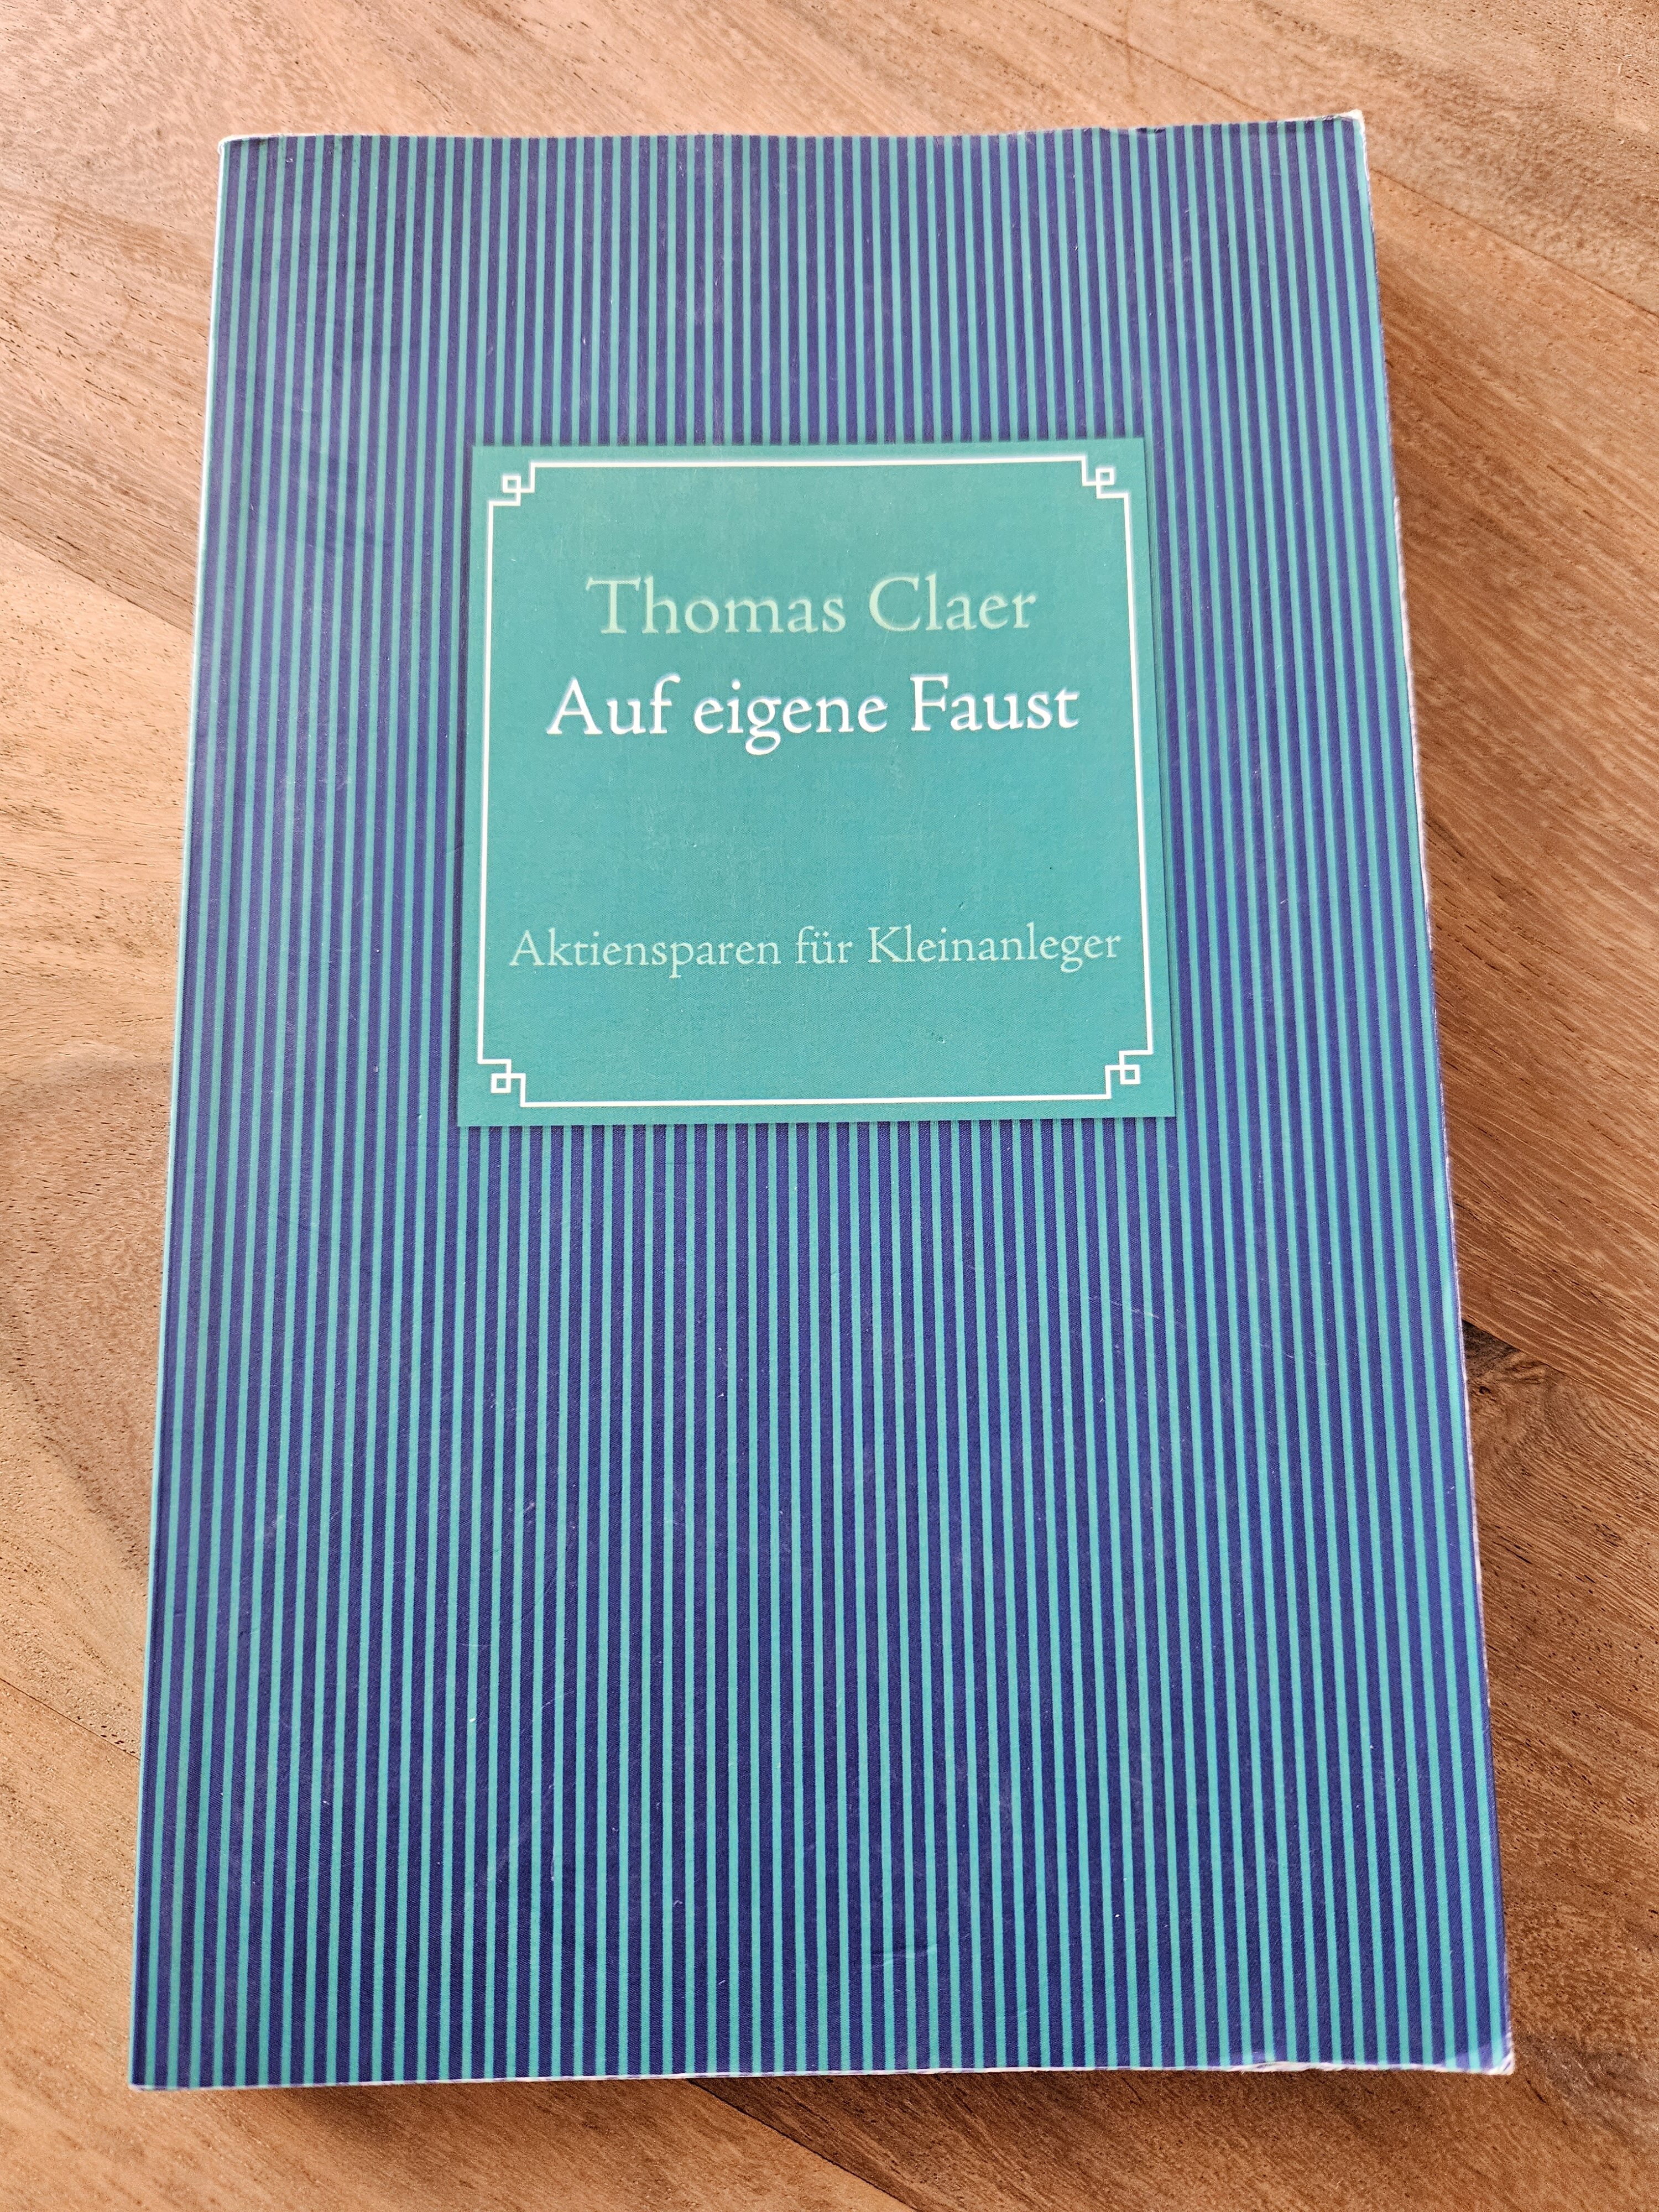 Thomas Claer
Auf eigene Faust
Aktiensparen für Kleinanleger